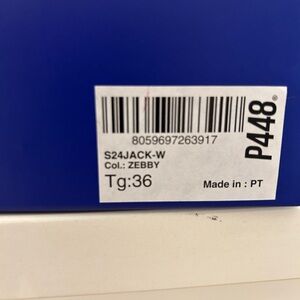 8059697263917
S24JACK-W
Col.: ZEBBY
Tg:36
Made in : PT
P448®